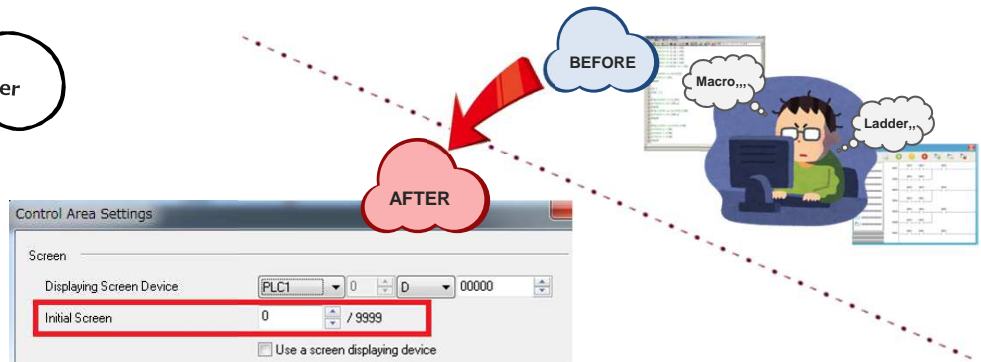 er
BEFORE
Macro,,,
Ladder,,,
AFTER
Control Area Settings
Screen
Displaying Screen Device PLC1 0 D 00000
Initial Screen 0 / 9999
Use a screen displaying device